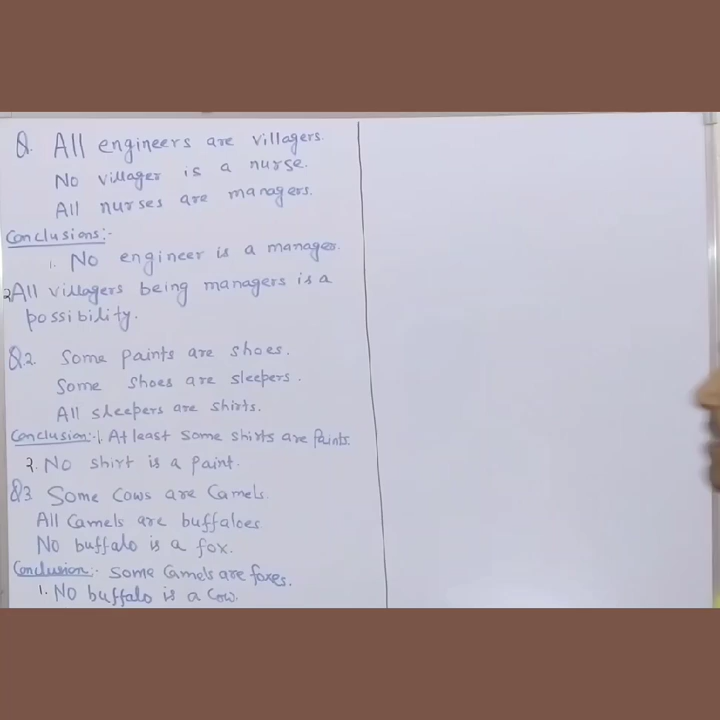 Q. All engineers are villagers.
No villager is a nurse.
All nurses are managers.
Conclusions:-
1. No engineer is a manager.
2. All villagers being managers is a
possibility.
Q.2. Some paints are shoes.
Some shoes are sleepers.
All sleepers are shirts.
Conclusion:-1. At least some shirts are paints.
2. No shirt is a paint.
Q3 Some Cows are Camels.
All Camels are buffaloes
No buffalo is a fox.
Conclusion:- Some Camels are foxes.
1. No buffalo is a Cow.